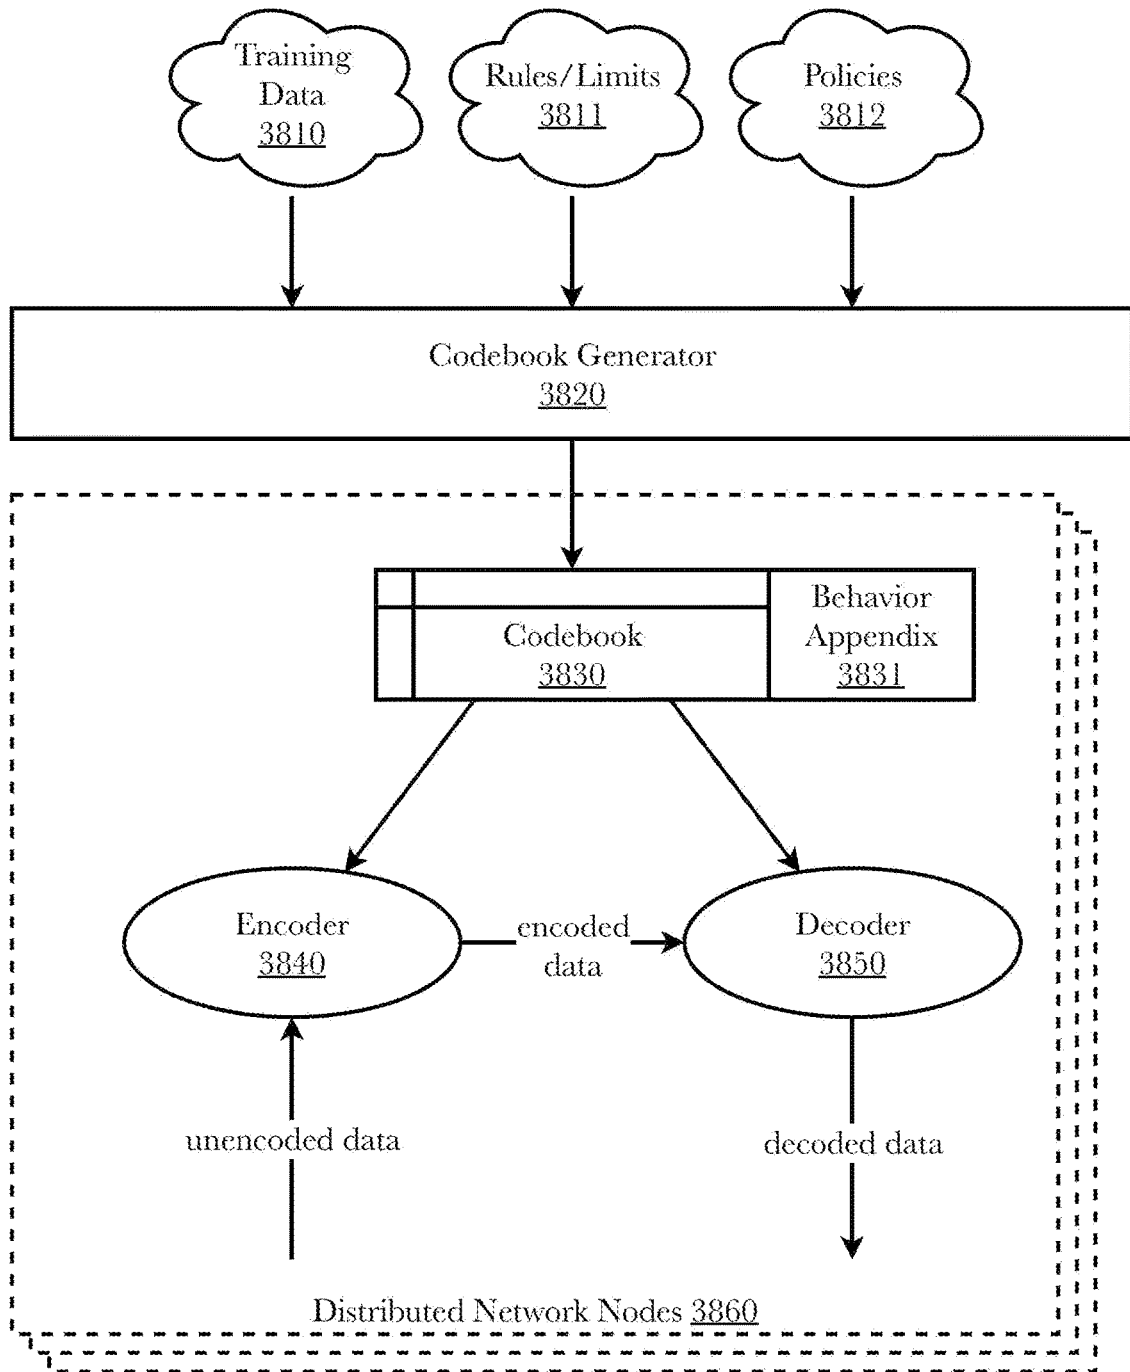 Training
Data
3810
Rules/Limits
3811
Policies
3812
Codebook Generator
3820
Codebook
3830
Behavior
Appendix
3831
Encoder
3840
encoded
data
Decoder
3850
unencoded data
decoded data
Distributed Network Nodes 3860